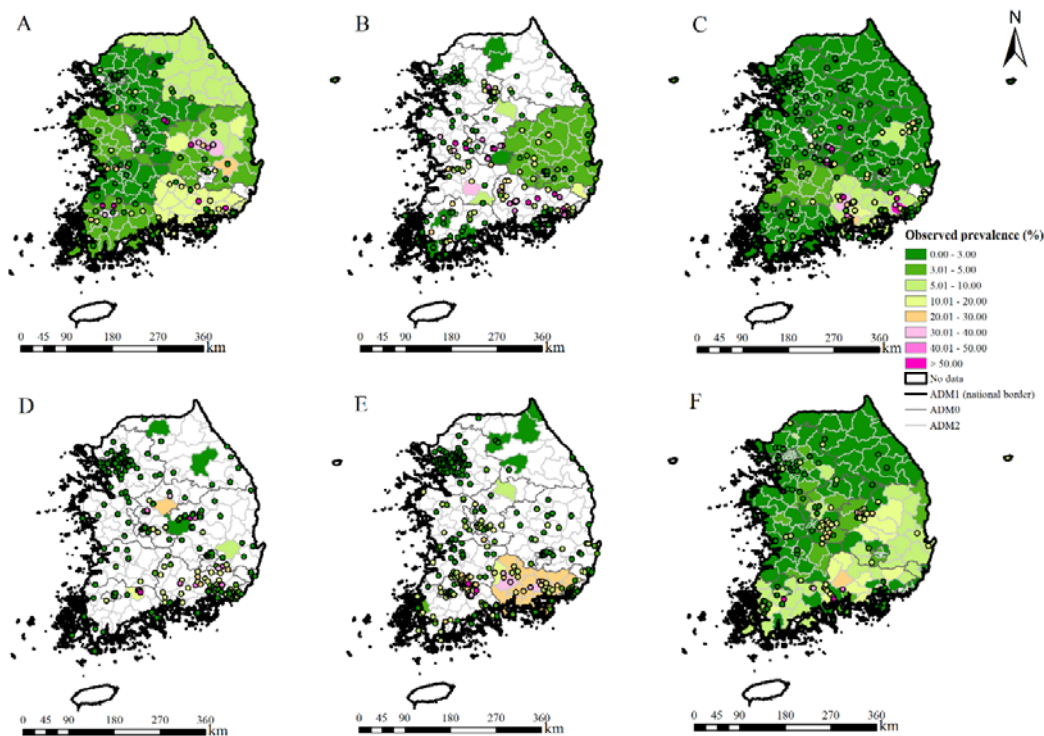 A
B
C
N
0 45 90 180 270 360
km
0 45 90 180 270 360
km
0 45 90 180 270 360
km
Observed prevalence (%)
0.00 - 3.00
3.01 - 5.00
5.01 - 10.00
10.01 - 20.00
20.01 - 30.00
30.01 - 40.00
40.01 - 50.00
> 50.00
No data
ADM1 (national border)
ADM0
ADM2
D
E
F
0 45 90 180 270 360
km
0 45 90 180 270 360
km
0 45 90 180 270 360
km